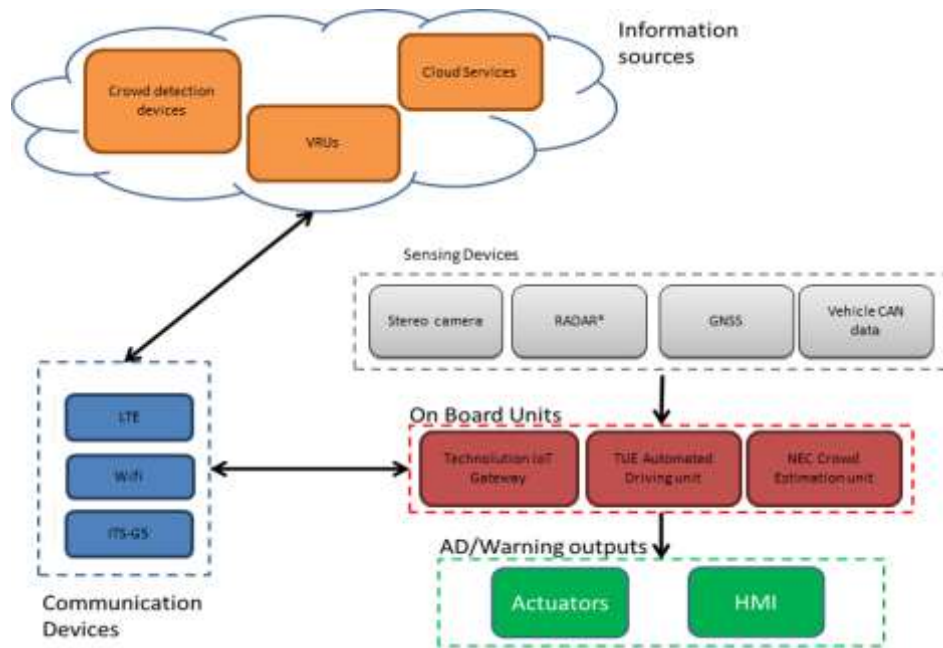 Information
sources
Cloud Services
Crowd detection
devices
VRUs
Sensing Devices
Stereo camera
RADAR*
GNSS
Vehicle CAN
data
LTE
Wifi
ITS-G5
Communication
Devices
On Board Units
Technolution IoT
Gateway
TUE Automated
Driving unit
NEC Crowd
Estimation unit
AD/Warning outputs
Actuators
HMI